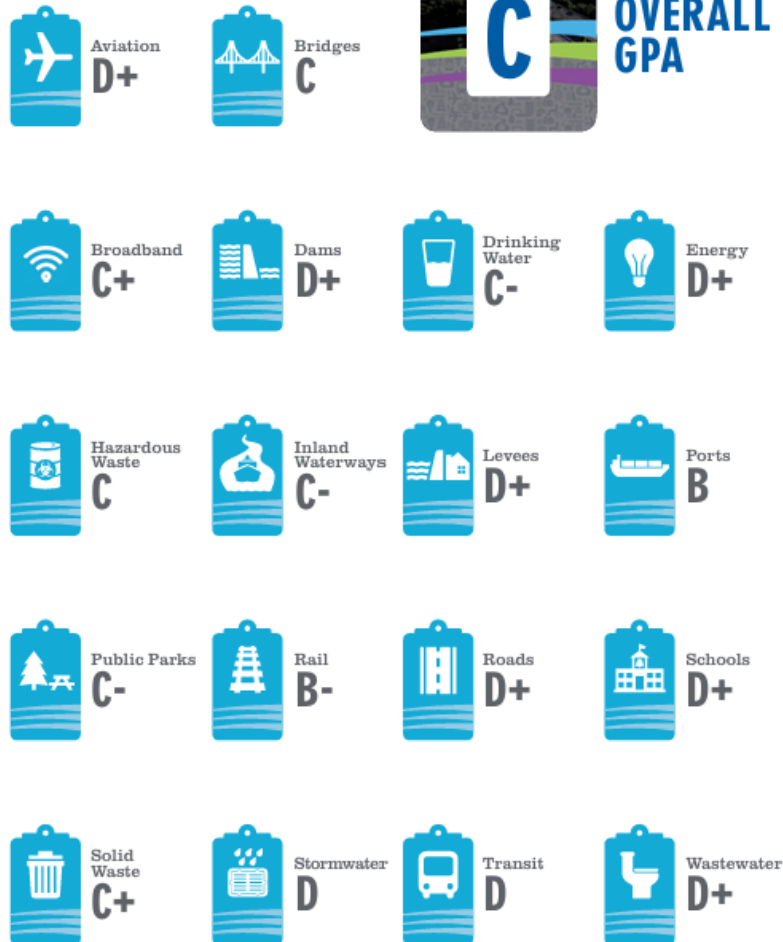 Aviation
D+
Bridges
C
C
OVERALL
GPA
Broadband
C+
Dams
D+
Drinking
Water
C-
Energy
D+
Hazardous
Waste
C
Inland
Waterways
C-
Levees
D+
Ports
B
Public Parks
C-
Rail
B-
Roads
D+
Schools
D+
Solid
Waste
C+
Stormwater
D
Transit
D
Wastewater
D+